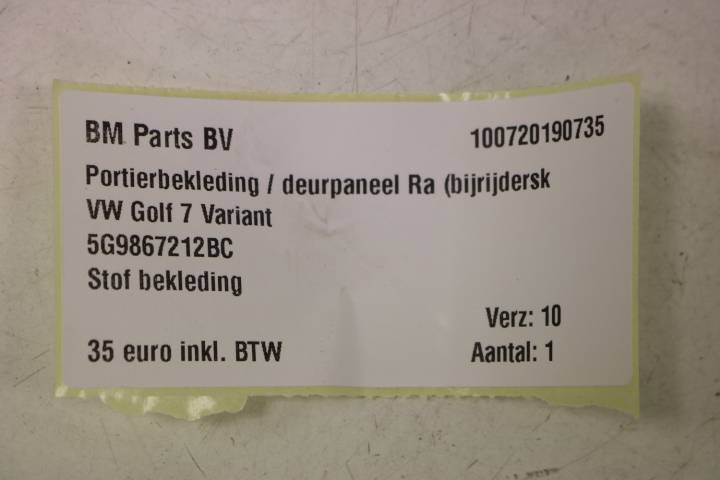 BM Parts BV 100720190735
Portierbekleding / deurpaneel Ra (bijrijdersk
VW Golf 7 Variant
5G9867212BC
Stof bekleding
Verz: 10
35 euro inkl. BTW Aantal: 1